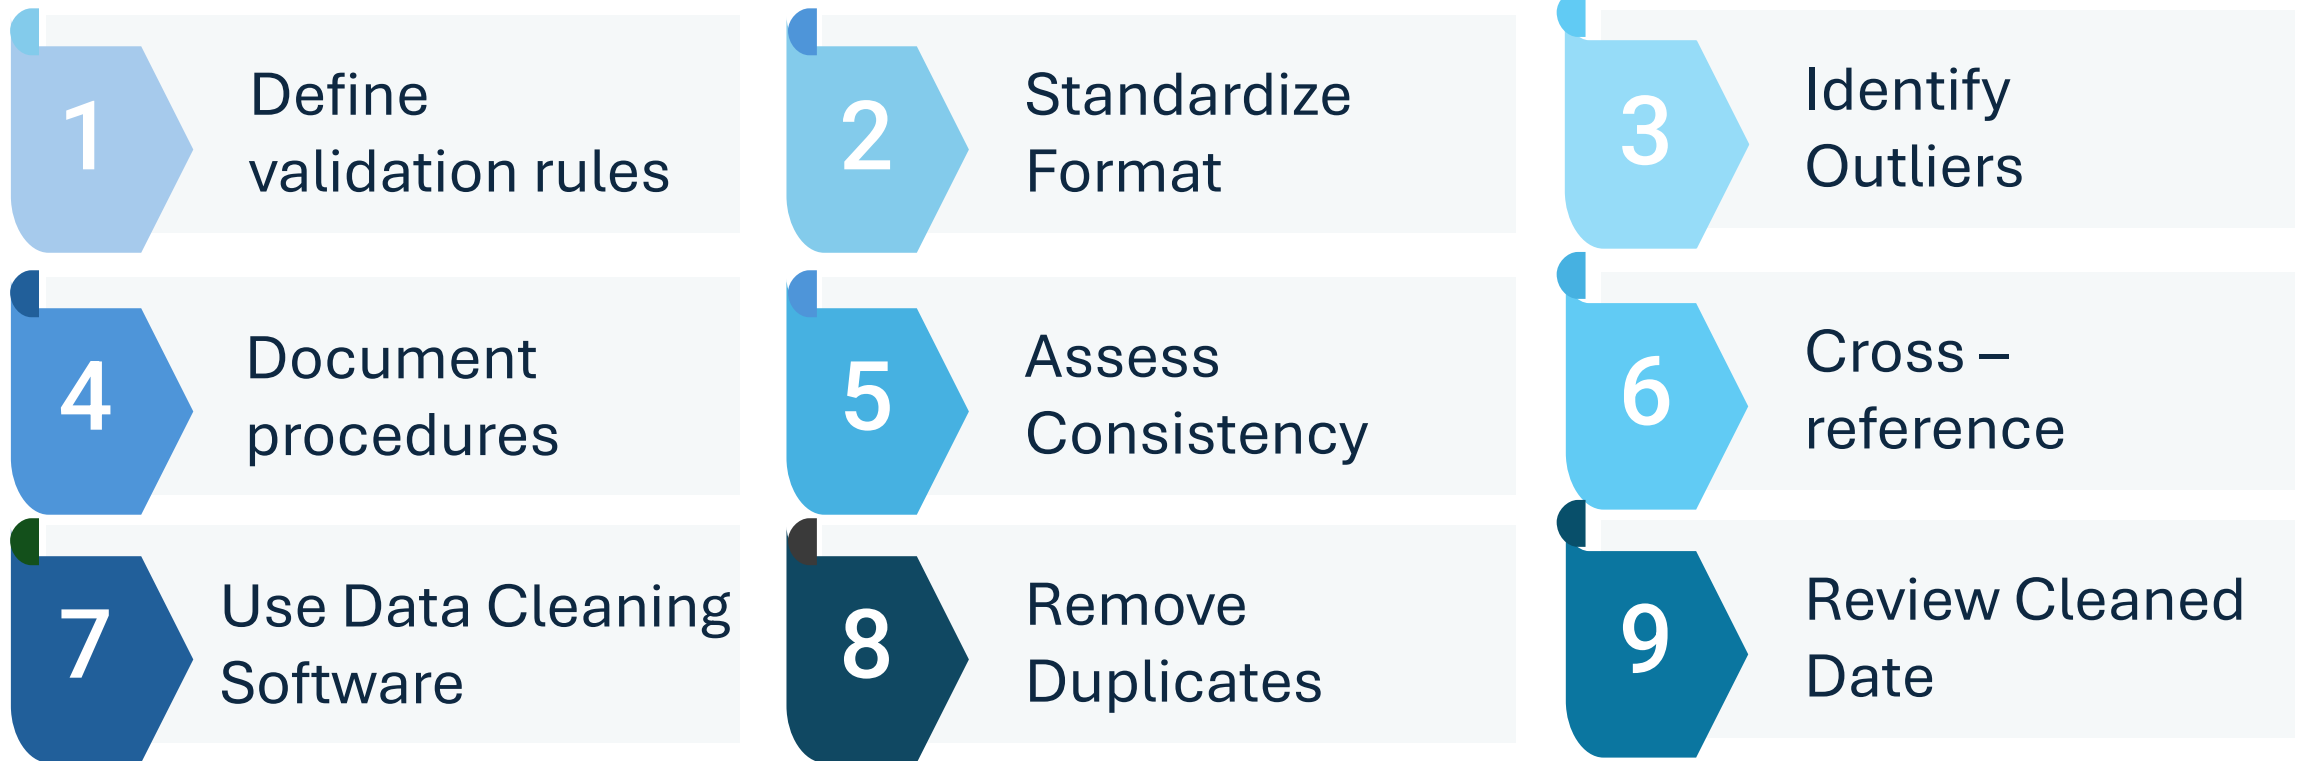 1
Define
validation rules
2
Standardize
Format
3
Identify
Outliers
4
Document
procedures
5
Assess
Consistency
6
Cross –
reference
7
Use Data Cleaning
Software
8
Remove
Duplicates
9
Review Cleaned
Date